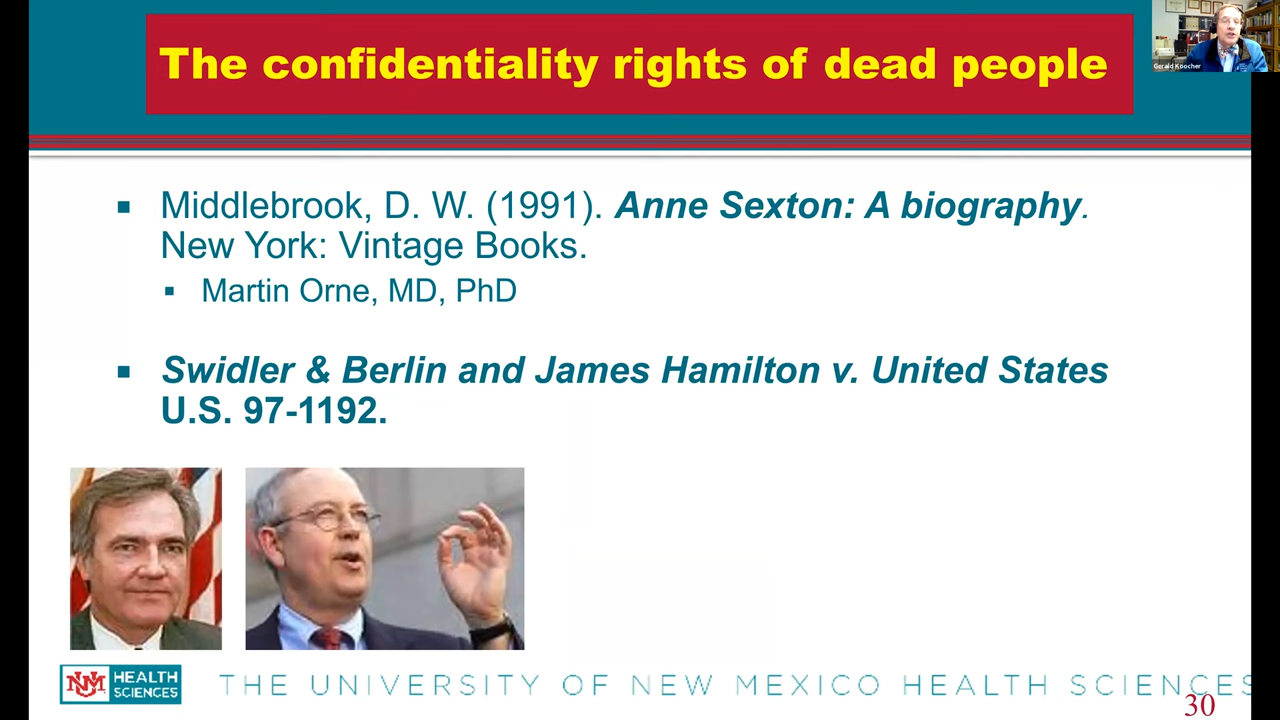 The confidentiality rights of dead people
Gerald Koocher
▪ Middlebrook, D. W. (1991). Anne Sexton: A biography.
New York: Vintage Books.
▪ Martin Orne, MD, PhD
▪ Swidler & Berlin and James Hamilton v. United States
U.S. 97-1192.
UNM HEALTH
SCIENCES
THE UNIVERSITY OF NEW MEXICO HEALTH SCIENCES
30